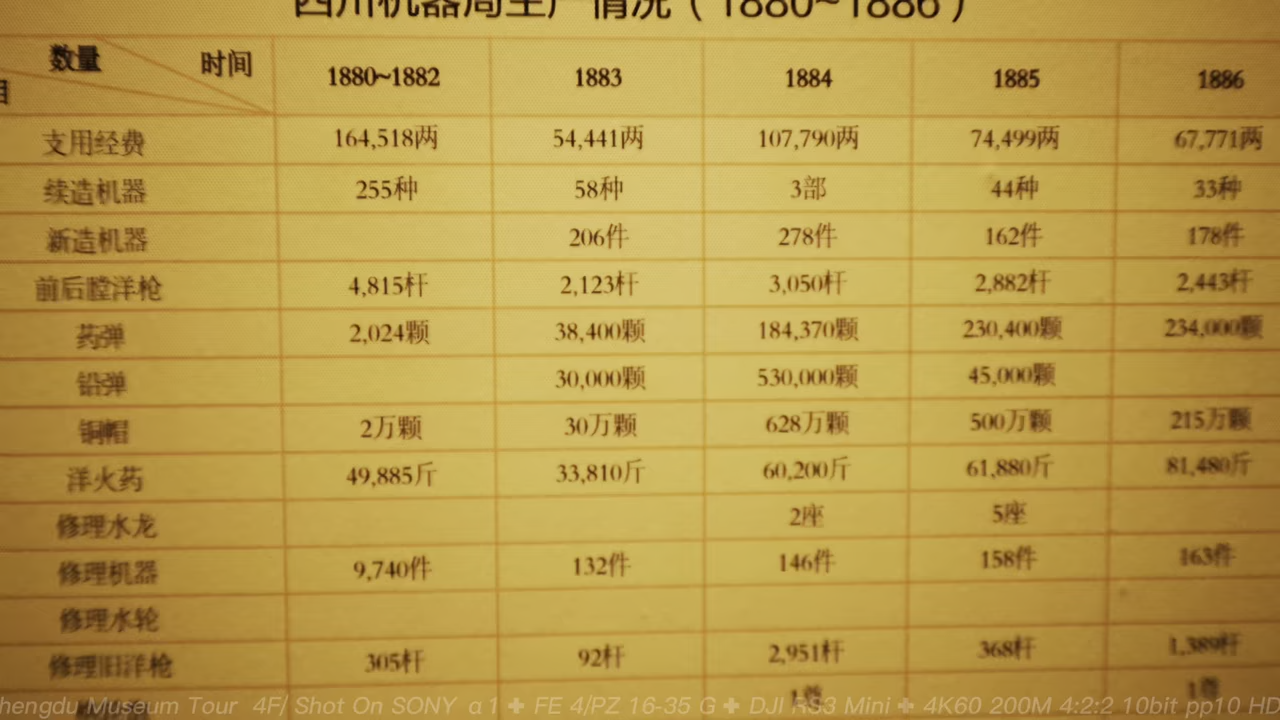 四川机器局生产情况（1880~1886）
数量 时间 1880~1882 1883 1884 1885 1886
目
支用经费 164,518两 54,441两 107,790两 74,499两 67,771两
续造机器 255种 58种 3部 44种 33种
新造机器 206件 278件 162件 178件
前后膛洋枪 4,815杆 2,123杆 3,050杆 2,882杆 2,443杆
药弹 2,024颗 38,400颗 184,370颗 230,400颗 234,000颗
铅弹 30,000颗 530,000颗 45,000颗
铜帽 2万颗 30万颗 628万颗 500万颗 215万颗
洋火药 49,885斤 33,810斤 60,200斤 61,880斤 81,480斤
修理水龙 2座 5座
修理机器 9,740件 132件 146件 158件 163件
修理水轮
修理旧洋枪 305杆 92杆 2,951杆 368杆 1,389杆
1尊 1尊
hengdu Museum Tour 4F/ Shot On SONY α1 + FE 4/PZ 16-35 G + DJI RS3 Mini + 4K60 200M 4:2:2 10bit pp10 HD